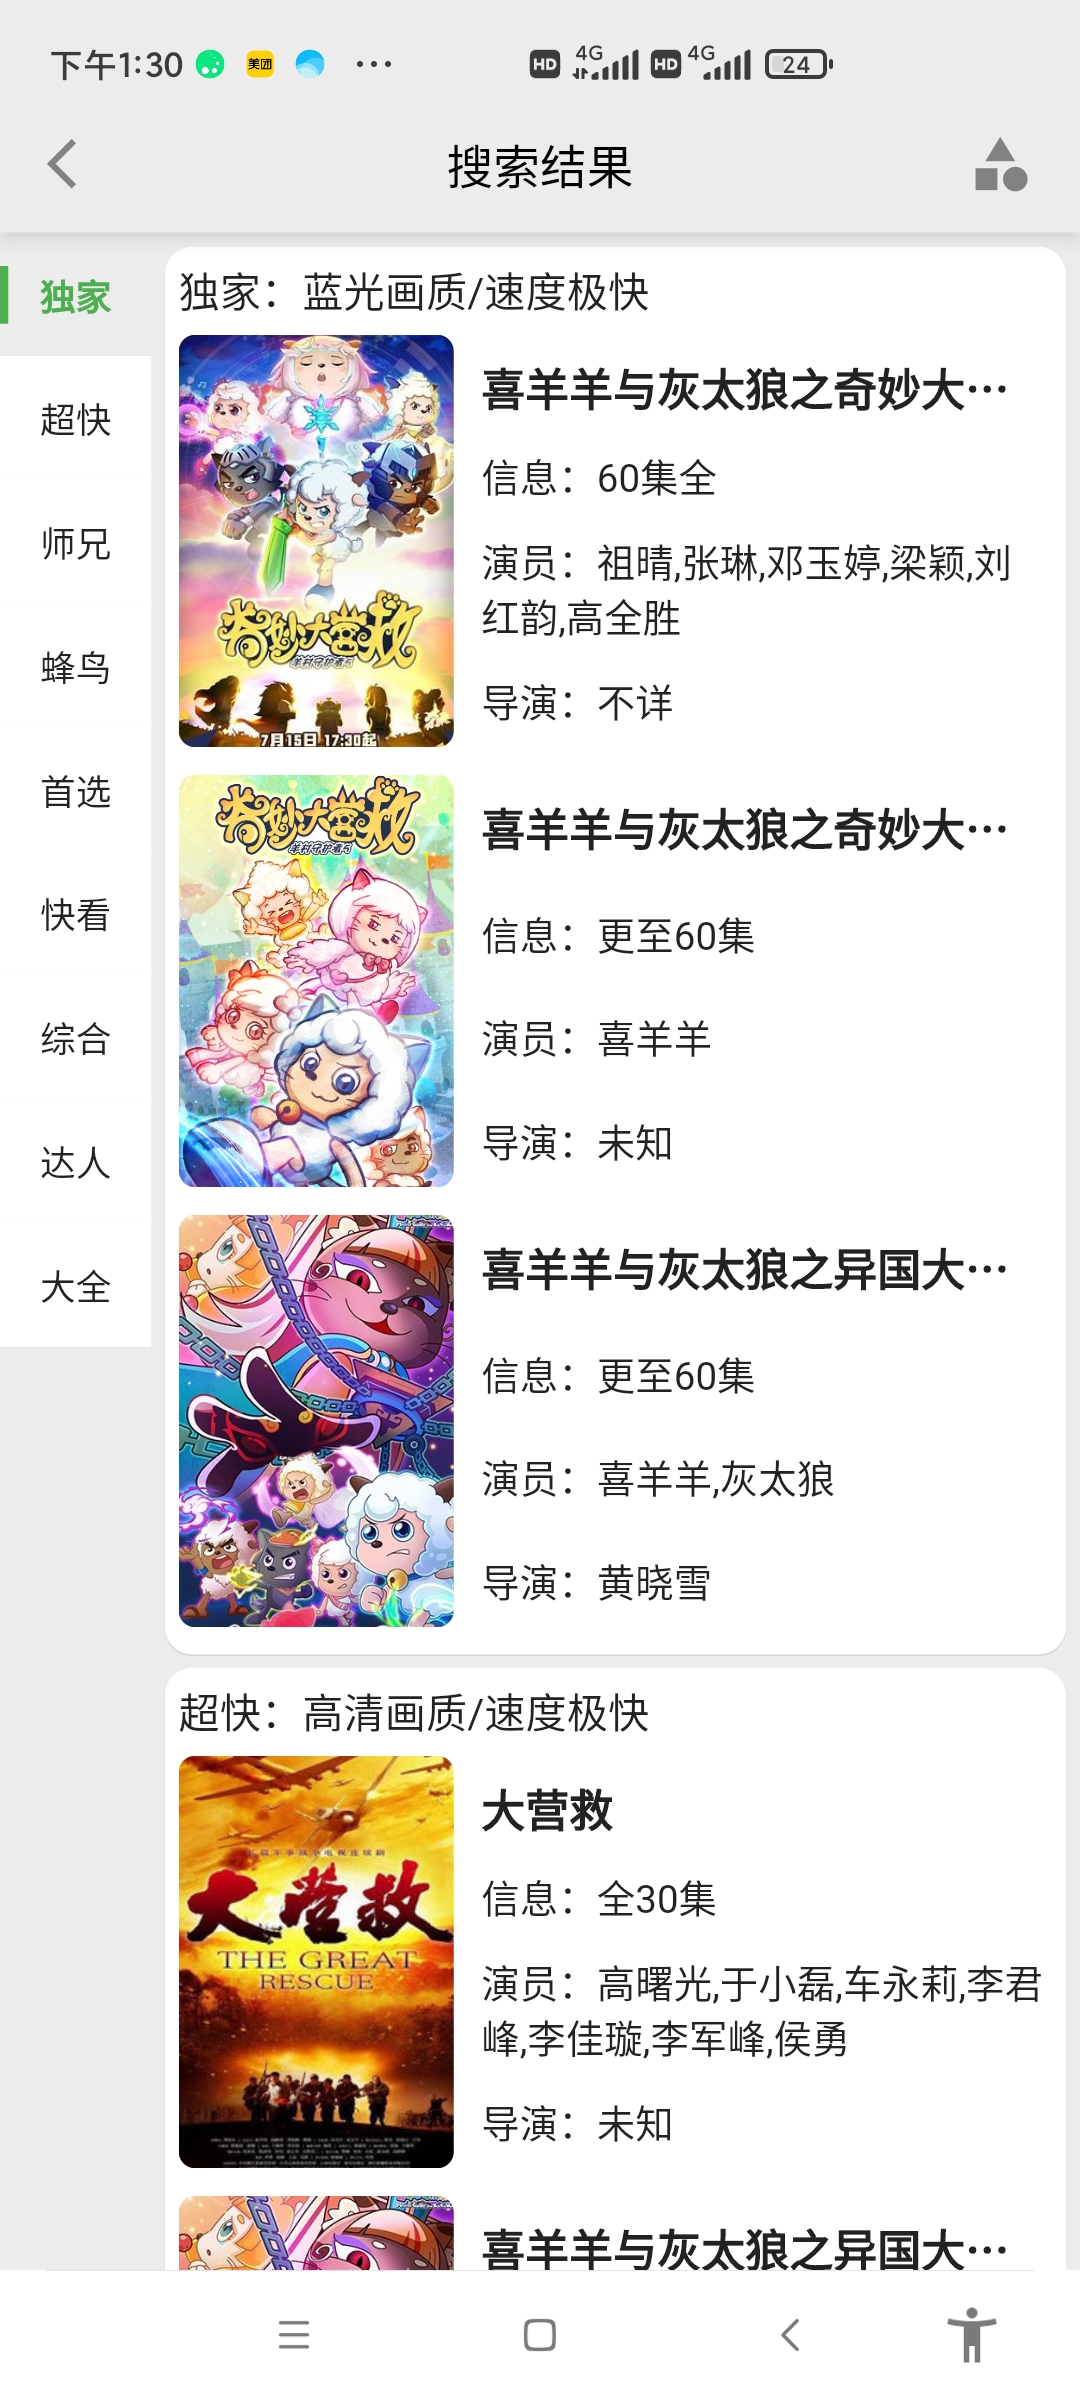 下午1:30 美团 ··· HD 4G HD 4G 24
搜索结果
独家
超快
师兄
蜂鸟
首选
快看
综合
达人
大全
独家：蓝光画质/速度极快
奇妙大营救
羊村守护者5
7月15日 17:30起
喜羊羊与灰太狼之奇妙大···
信息：60集全
演员：祖晴,张琳,邓玉婷,梁颖,刘
红韵,高全胜
导演：不详
奇妙大营救
羊村守护者5
喜羊羊与灰太狼之奇妙大···
信息：更至60集
演员：喜羊羊
导演：未知
喜羊羊与灰太狼之异国大···
信息：更至60集
演员：喜羊羊,灰太狼
导演：黄晓雪
超快：高清画质/速度极快
大营救
THE GREAT
RESCUE
大营救
信息：全30集
演员：高曙光,于小磊,车永莉,李君
峰,李佳璇,李军峰,侯勇
导演：未知
喜羊羊与灰太狼之异国大···